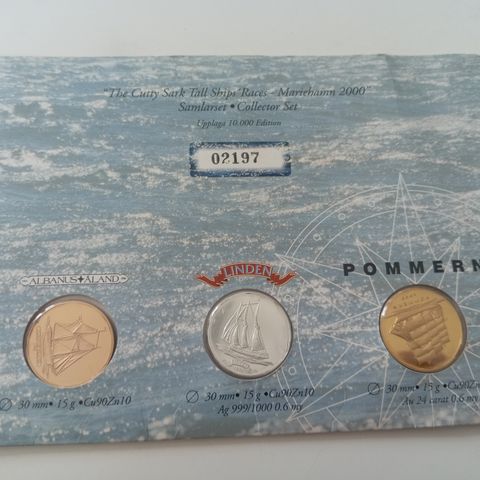 "The Cutty Sark Tall Ships' Races - Mariehamn 2000"
Samlarset • Collector Set
Upplaga 10.000 Edition
02197
ALBANUS ÅLAND
LINDEN
POMMERN
Ø 30 mm • 15 g • Cu90Zn10
Ø 30 mm • 15 g • Cu90Zn10
Ag 999/1000 0.6 my
Ø 30 mm • 15 g • Cu90Zn
Au 24 carat 0.6 my